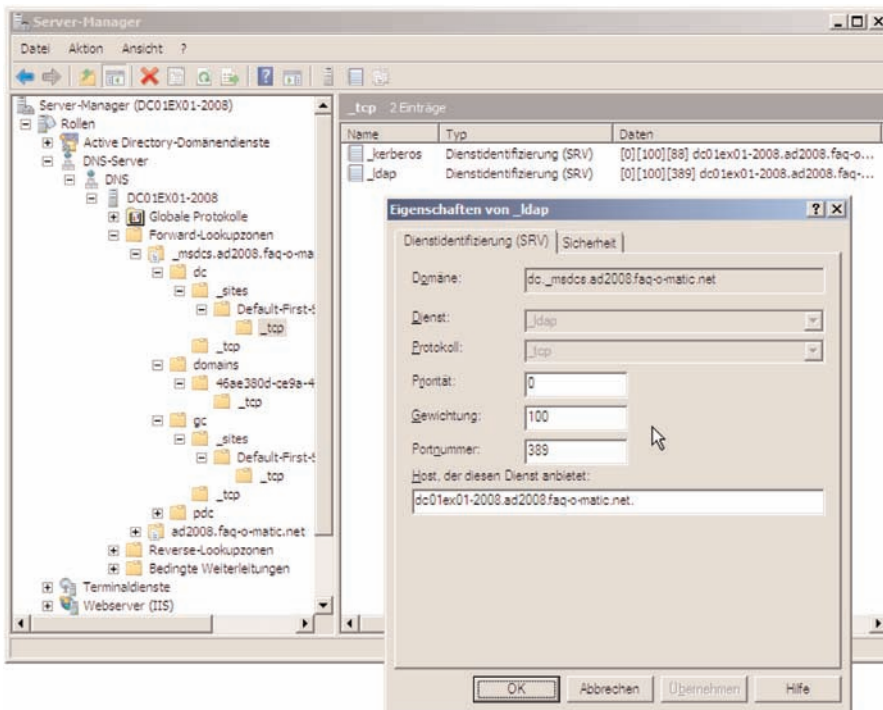 Server-Manager
Datei Aktion Ansicht ?
Server-Manager (DC01EX01-2008)
Rollen
Active Directory-Domänendienste
DNS-Server
DNS
DC01EX01-2008
Globale Protokolle
Forward-Lookupzonen
_msdcs.ad2008.faq-o-ma
dc
_sites
Default-First-S
_tcp
_tcp
domains
46ae380d-ce9a-4
_tcp
gc
_sites
Default-First-S
_tcp
_tcp
pdc
ad2008.faq-o-matic.net
Reverse-Lookupzonen
Bedingte Weiterleitungen
Terminaldienste
Webserver (IIS)
_tcp 2 Einträge
Name Typ Daten
_kerberos Dienstidentifizierung (SRV) [0][100][88] dc01ex01-2008.ad2008.faq-o...
_ldap Dienstidentifizierung (SRV) [0][100][389] dc01ex01-2008.ad2008.faq-...
Eigenschaften von _ldap
Dienstidentifizierung (SRV) Sicherheit
Domäne: dc._msdcs.ad2008.faq-o-matic.net
Dienst: _ldap
Protokoll: _tcp
Priorität: 0
Gewichtung: 100
Portnummer: 389
Host, der diesen Dienst anbietet:
dc01ex01-2008.ad2008.faq-o-matic.net.
OK Abbrechen Übernehmen Hilfe